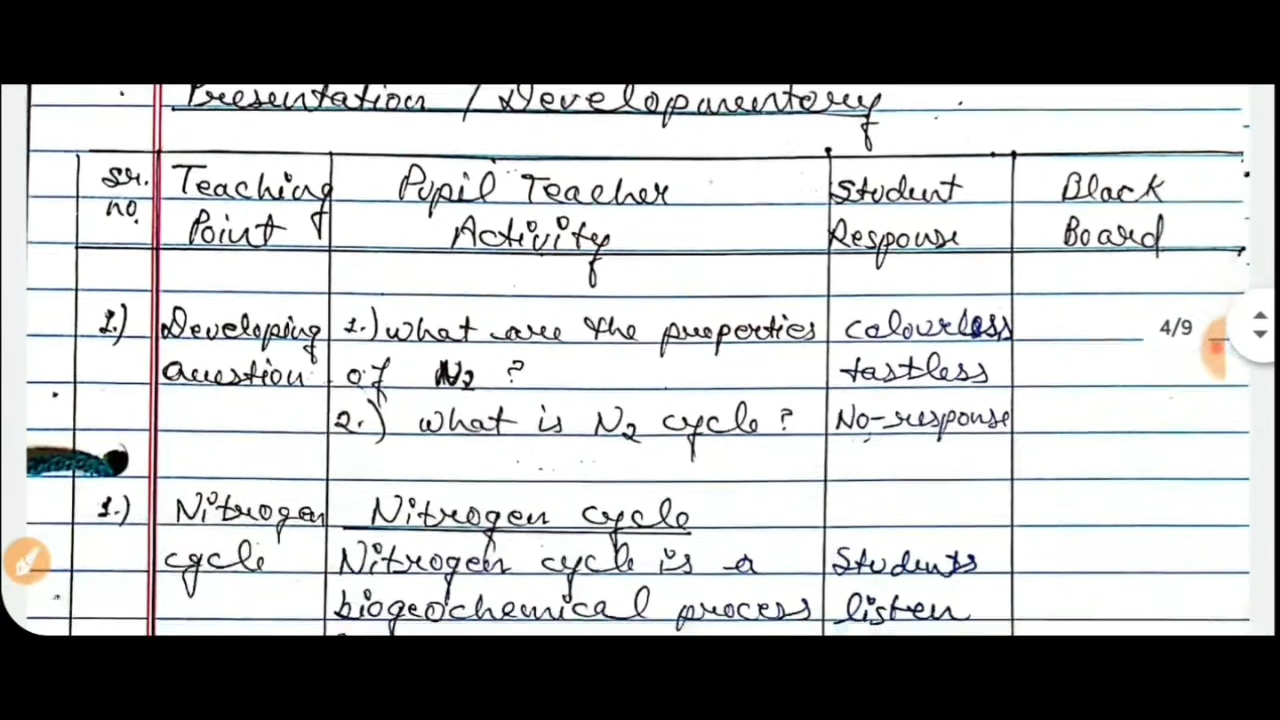 Presentation / Developmentory
Sr. no. Teaching Point Pupil Teacher Activity Student Response Black Board
1.) Developing question 1.) what are the properties colourless
of N2 ? tastless
2.) what is N2 cycle? No-response
4/9
1.) Nitrogen cycle Nitrogen cycle
Nitrogen cycle is a Students
biogeochemical process listen